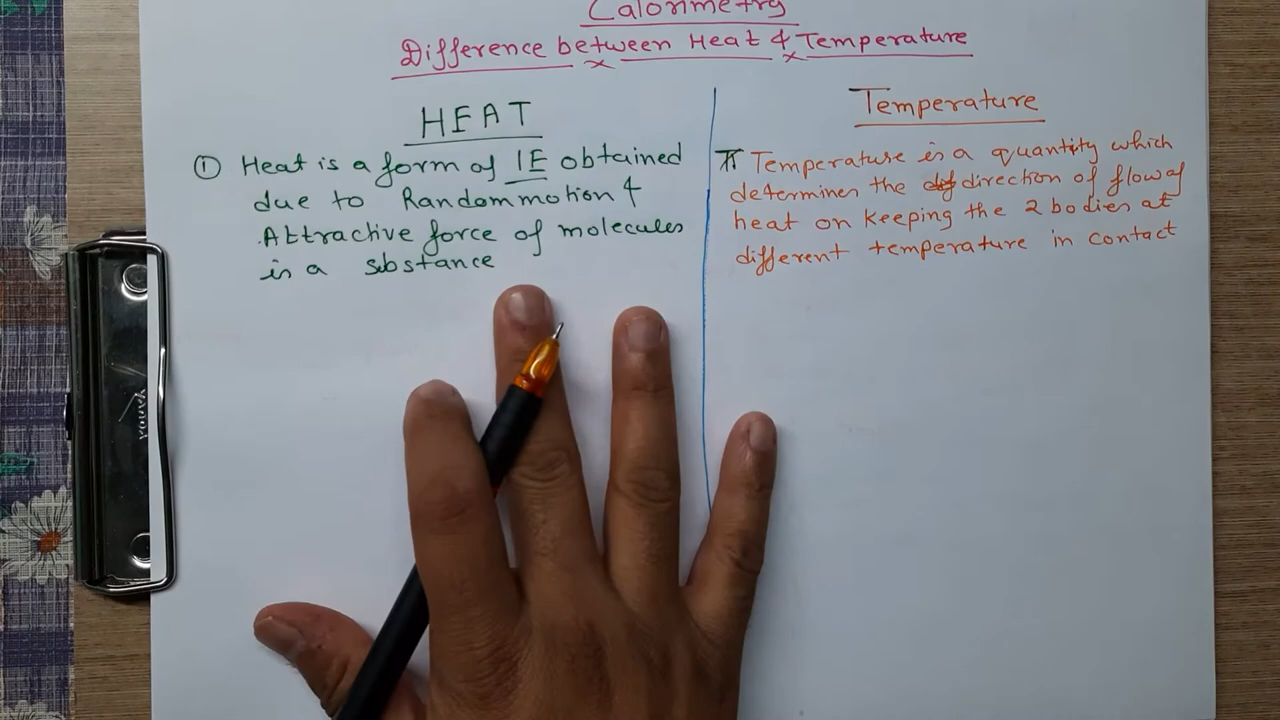 Calorimetry
Difference between Heat & Temperature
HEAT
① Heat is a form of IE obtained
due to Random motion &
Attractive force of molecules
is a substance
Temperature
Temperature is a quantity which
determines the direction of flow of
heat on keeping the 2 bodies at
different temperature in contact